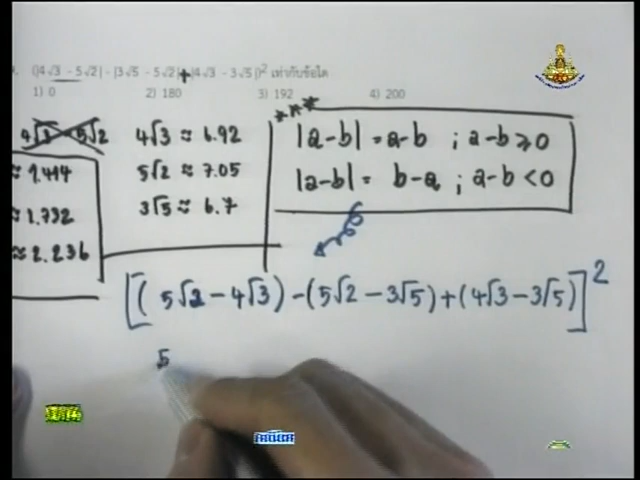 (|4√3 - 5√2| - |3√5 - 5√2| + |4√3 - 3√5|)² เท่ากับข้อใด
1) 0 2) 180 3) 192 4) 200
4√3 - 5√2 4√3 ≈ 6.92 *** |a-b| = a-b ; a-b ⩾ 0
≈ 1.414 5√2 ≈ 7.05 |a-b| = b-a ; a-b < 0
≈ 1.732 3√5 ≈ 6.7
≈ 2.236
[(5√2 - 4√3) - (5√2 - 3√5) + (4√3 - 3√5)]²
5